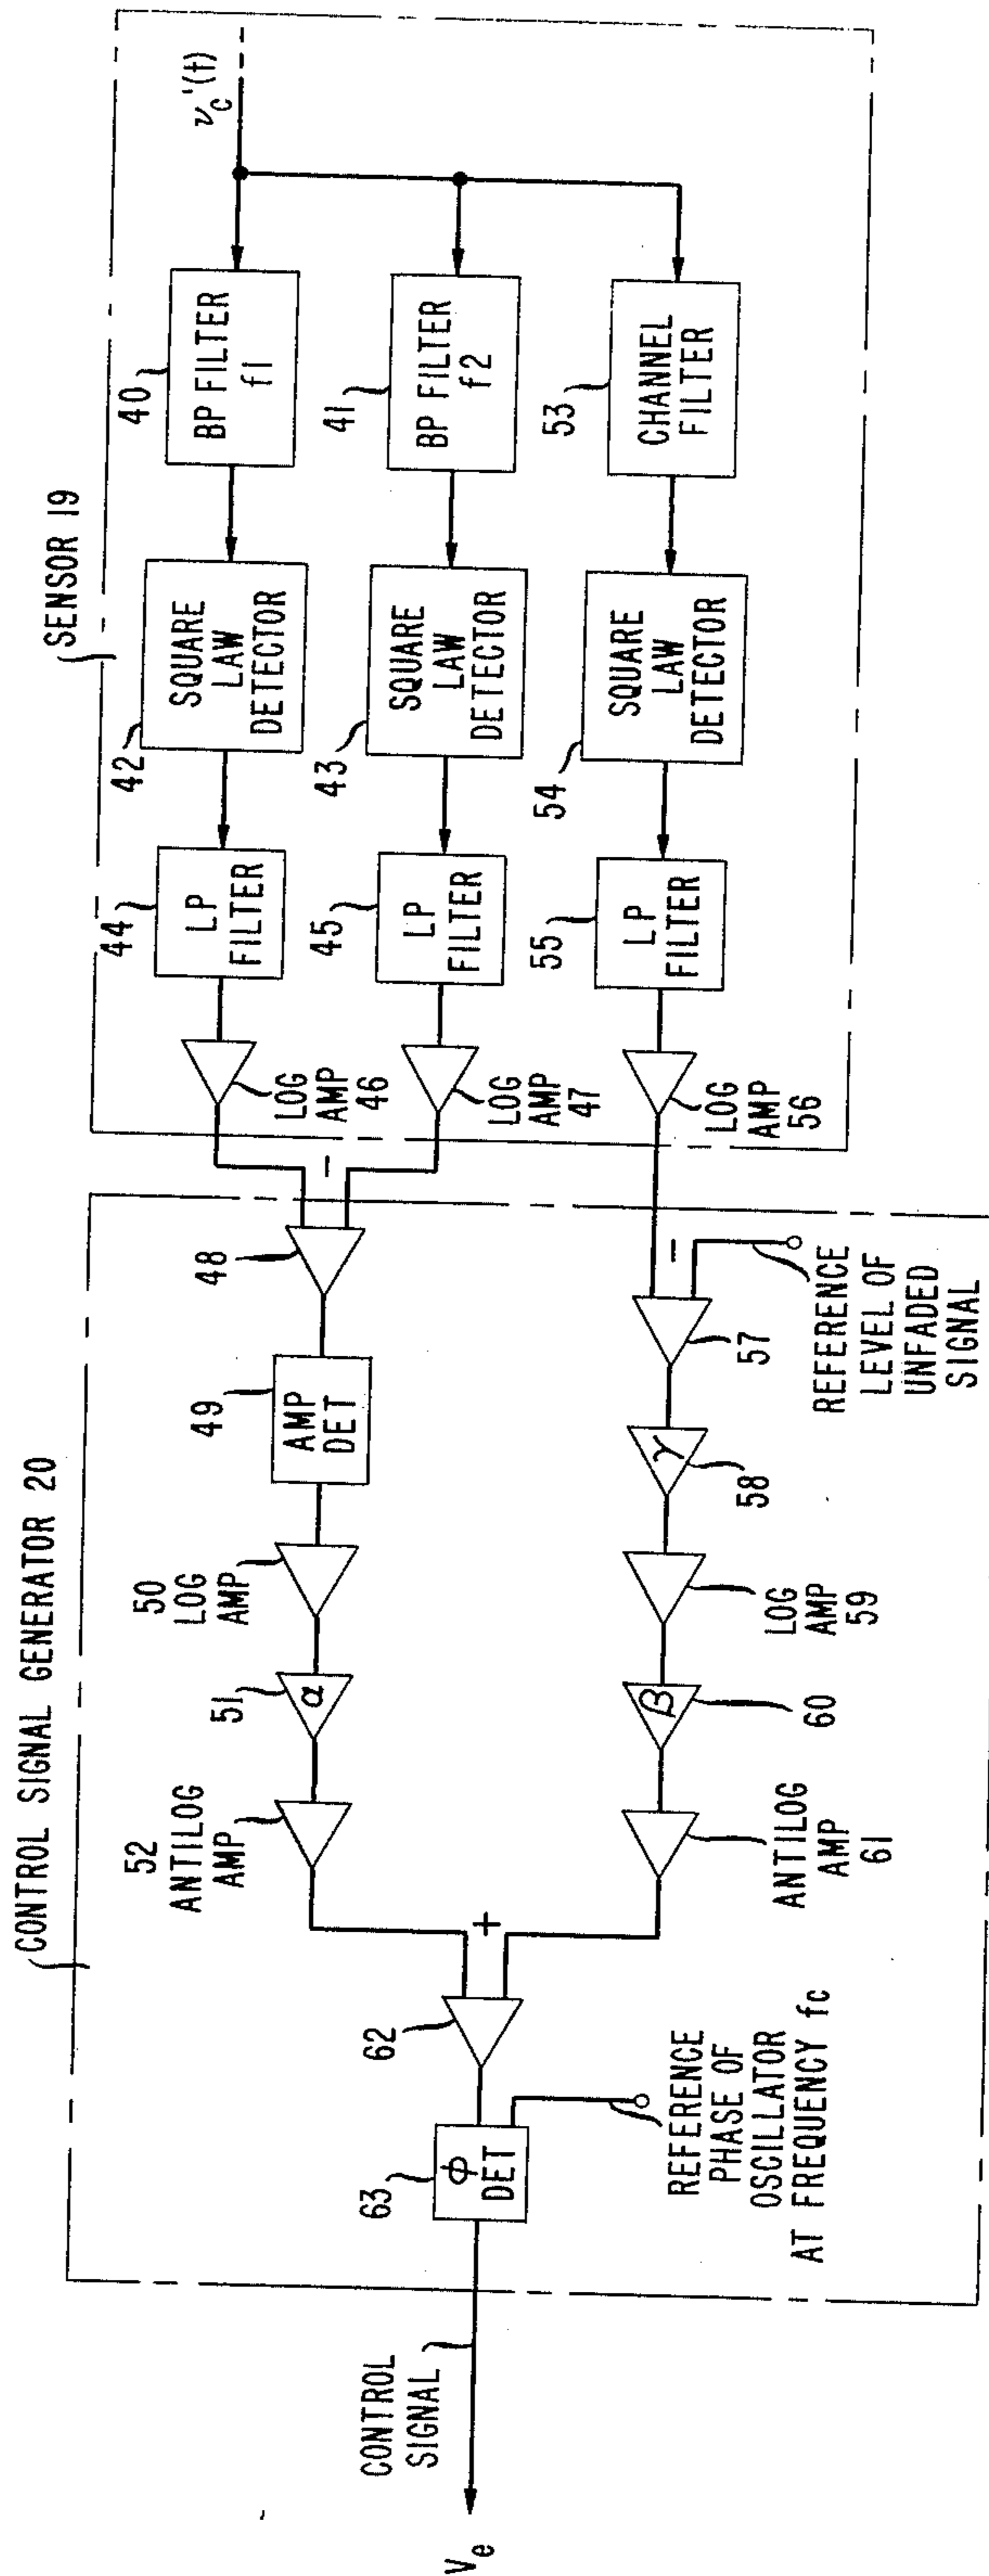 SENSOR 19
ν_c'(t)
40
BP FILTER
f1
42
SQUARE
LAW
DETECTOR
44
LP
FILTER
LOG
AMP
46
41
BP FILTER
f2
43
SQUARE
LAW
DETECTOR
45
LP
FILTER
LOG
AMP
47
53
CHANNEL
FILTER
54
SQUARE
LAW
DETECTOR
55
LP
FILTER
LOG
AMP
56
CONTROL SIGNAL GENERATOR 20
−
48
49
AMP
DET
50
LOG
AMP
51
α
52
ANTILOG
AMP
−
REFERENCE
LEVEL OF
UNFADED
SIGNAL
57
γ
58
LOG
AMP
59
β
60
ANTILOG
AMP
61
+
62
63
Φ
DET
REFERENCE
PHASE OF
OSCILLATOR
AT FREQUENCY fc
CONTROL
SIGNAL
V_e